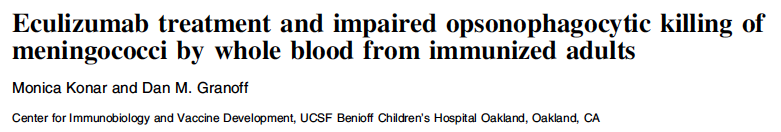 Eculizumab treatment and impaired opsonophagocytic killing of
meningococci by whole blood from immunized adults
Monica Konar and Dan M. Granoff
Center for Immunobiology and Vaccine Development, UCSF Benioff Children's Hospital Oakland, Oakland, CA